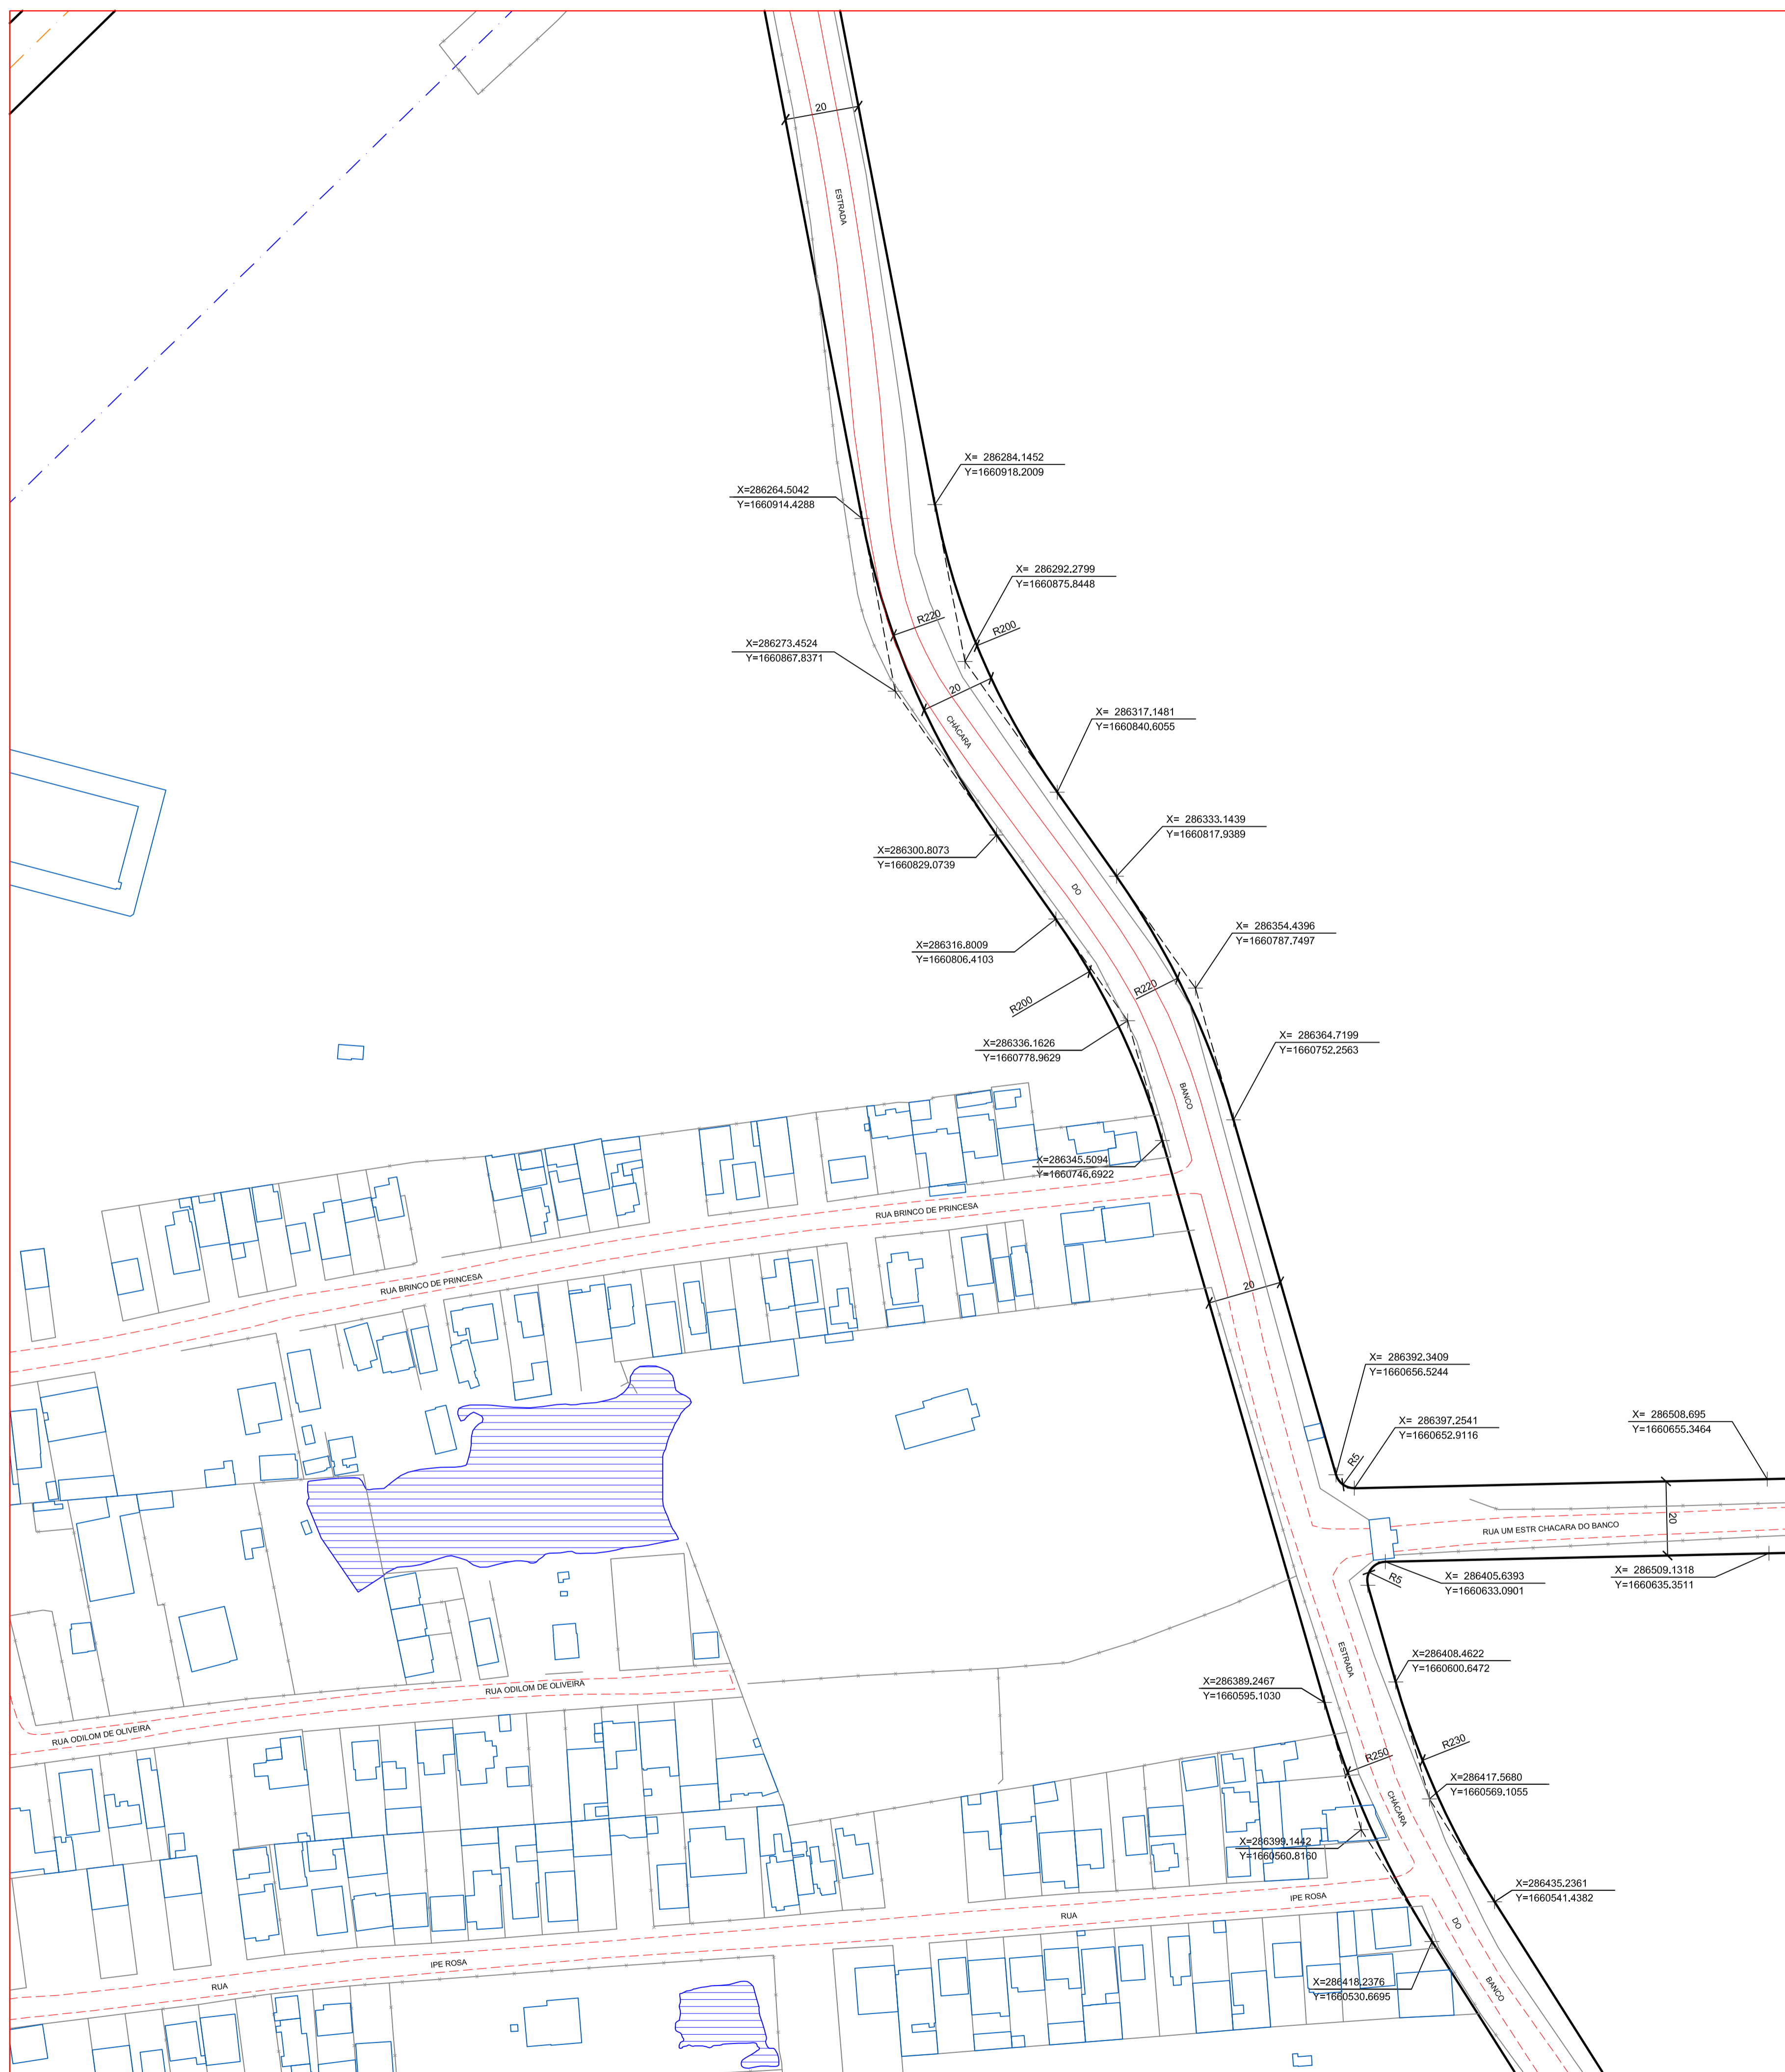 20
ESTRADA
X= 286284.1452
Y=1660918.2009
X=286264.5042
Y=1660914.4288
X= 286292.2799
Y=1660875.8448
R220
R200
X=286273.4524
Y=1660867.8371
20
CHÁCARA
X= 286317.1481
Y=1660840.6055
X= 286333.1439
Y=1660817.9389
X=286300.8073
Y=1660829.0739
DO
X= 286354.4396
Y=1660787.7497
X=286316.8009
Y=1660806.4103
R220
R200
X= 286364.7199
Y=1660752.2563
X=286336.1626
Y=1660778.9629
BANCO
X=286345.5094
Y=1660746.6922
RUA BRINCO DE PRINCESA
RUA BRINCO DE PRINCESA
20
X= 286392.3409
Y=1660656.5244
X= 286397.2541
Y=1660652.9116
X= 286508.695
Y=1660655.3464
R5
20
RUA UM ESTR CHACARA DO BANCO
R5
X= 286405.6393
Y=1660633.0901
X= 286509.1318
Y=1660635.3511
ESTRADA
X=286408.4622
Y=1660600.6472
X=286389.2467
Y=1660595.1030
RUA ODILOM DE OLIVEIRA
RUA ODILOM DE OLIVEIRA
R230
R250
X=286417.5680
Y=1660569.1055
CHÁCARA
X=286399.1442
Y=1660560.8160
X=286435.2361
Y=1660541.4382
IPE ROSA
RUA
DO
IPE ROSA
RUA
X=286418.2376
Y=1660530.6695
BANCO